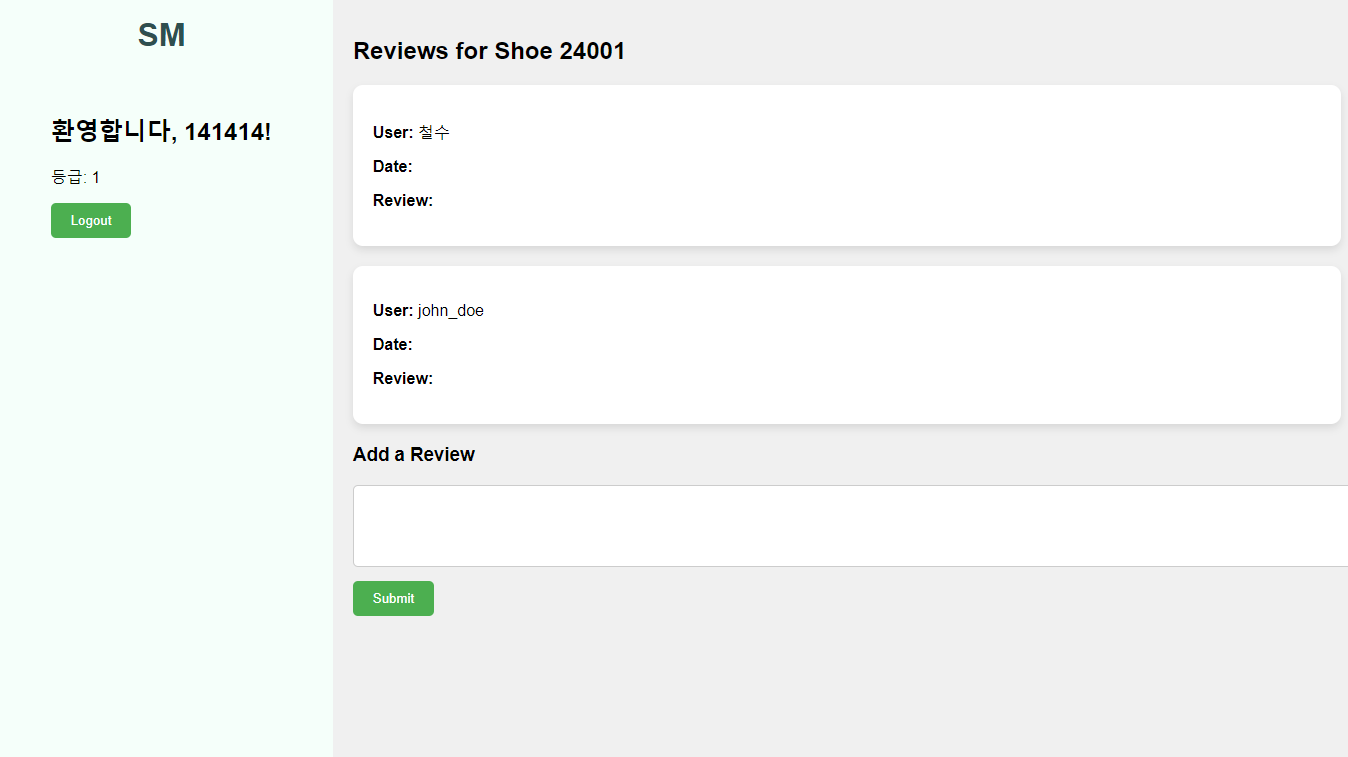 SM
환영합니다, 141414!
등급: 1
Logout
Reviews for Shoe 24001
User: 철수
Date:
Review:
User: john_doe
Date:
Review:
Add a Review
Submit